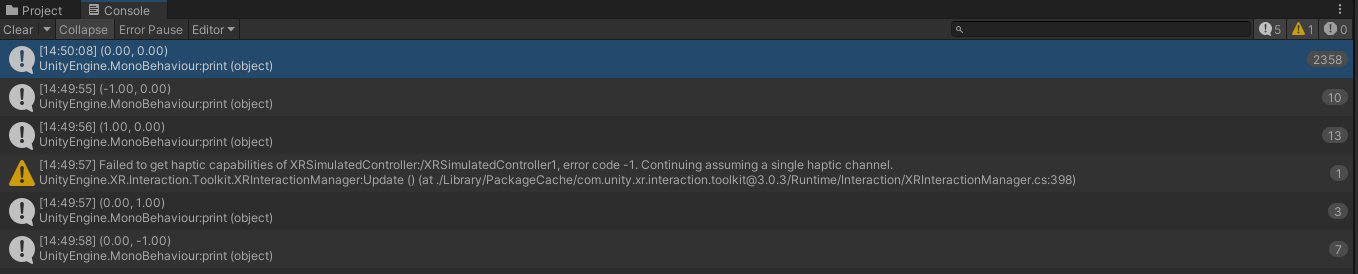 Project
Console
Clear
Collapse
Error Pause
Editor
5
1
0
[14:50:08] (0.00, 0.00)
UnityEngine.MonoBehaviour:print (object)
2358
[14:49:55] (-1.00, 0.00)
UnityEngine.MonoBehaviour:print (object)
10
[14:49:56] (1.00, 0.00)
UnityEngine.MonoBehaviour:print (object)
13
[14:49:57] Failed to get haptic capabilities of XRSimulatedController:/XRSimulatedController1, error code -1. Continuing assuming a single haptic channel.
UnityEngine.XR.Interaction.Toolkit.XRInteractionManager:Update () (at ./Library/PackageCache/com.unity.xr.interaction.toolkit@3.0.3/Runtime/Interaction/XRInteractionManager.cs:398)
1
[14:49:57] (0.00, 1.00)
UnityEngine.MonoBehaviour:print (object)
3
[14:49:58] (0.00, -1.00)
UnityEngine.MonoBehaviour:print (object)
7